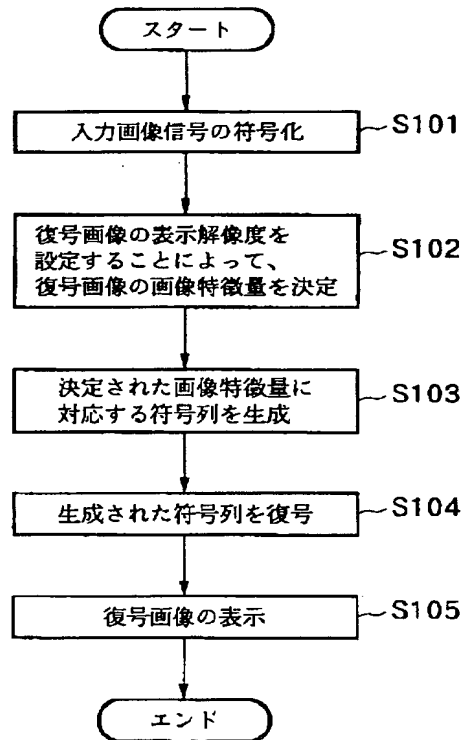 スタート
入力画像信号の符号化
S101
復号画像の表示解像度を
設定することによって、
復号画像の画像特徴量を決定
S102
決定された画像特徴量に
対応する符号列を生成
S103
生成された符号列を復号
S104
復号画像の表示
S105
エンド